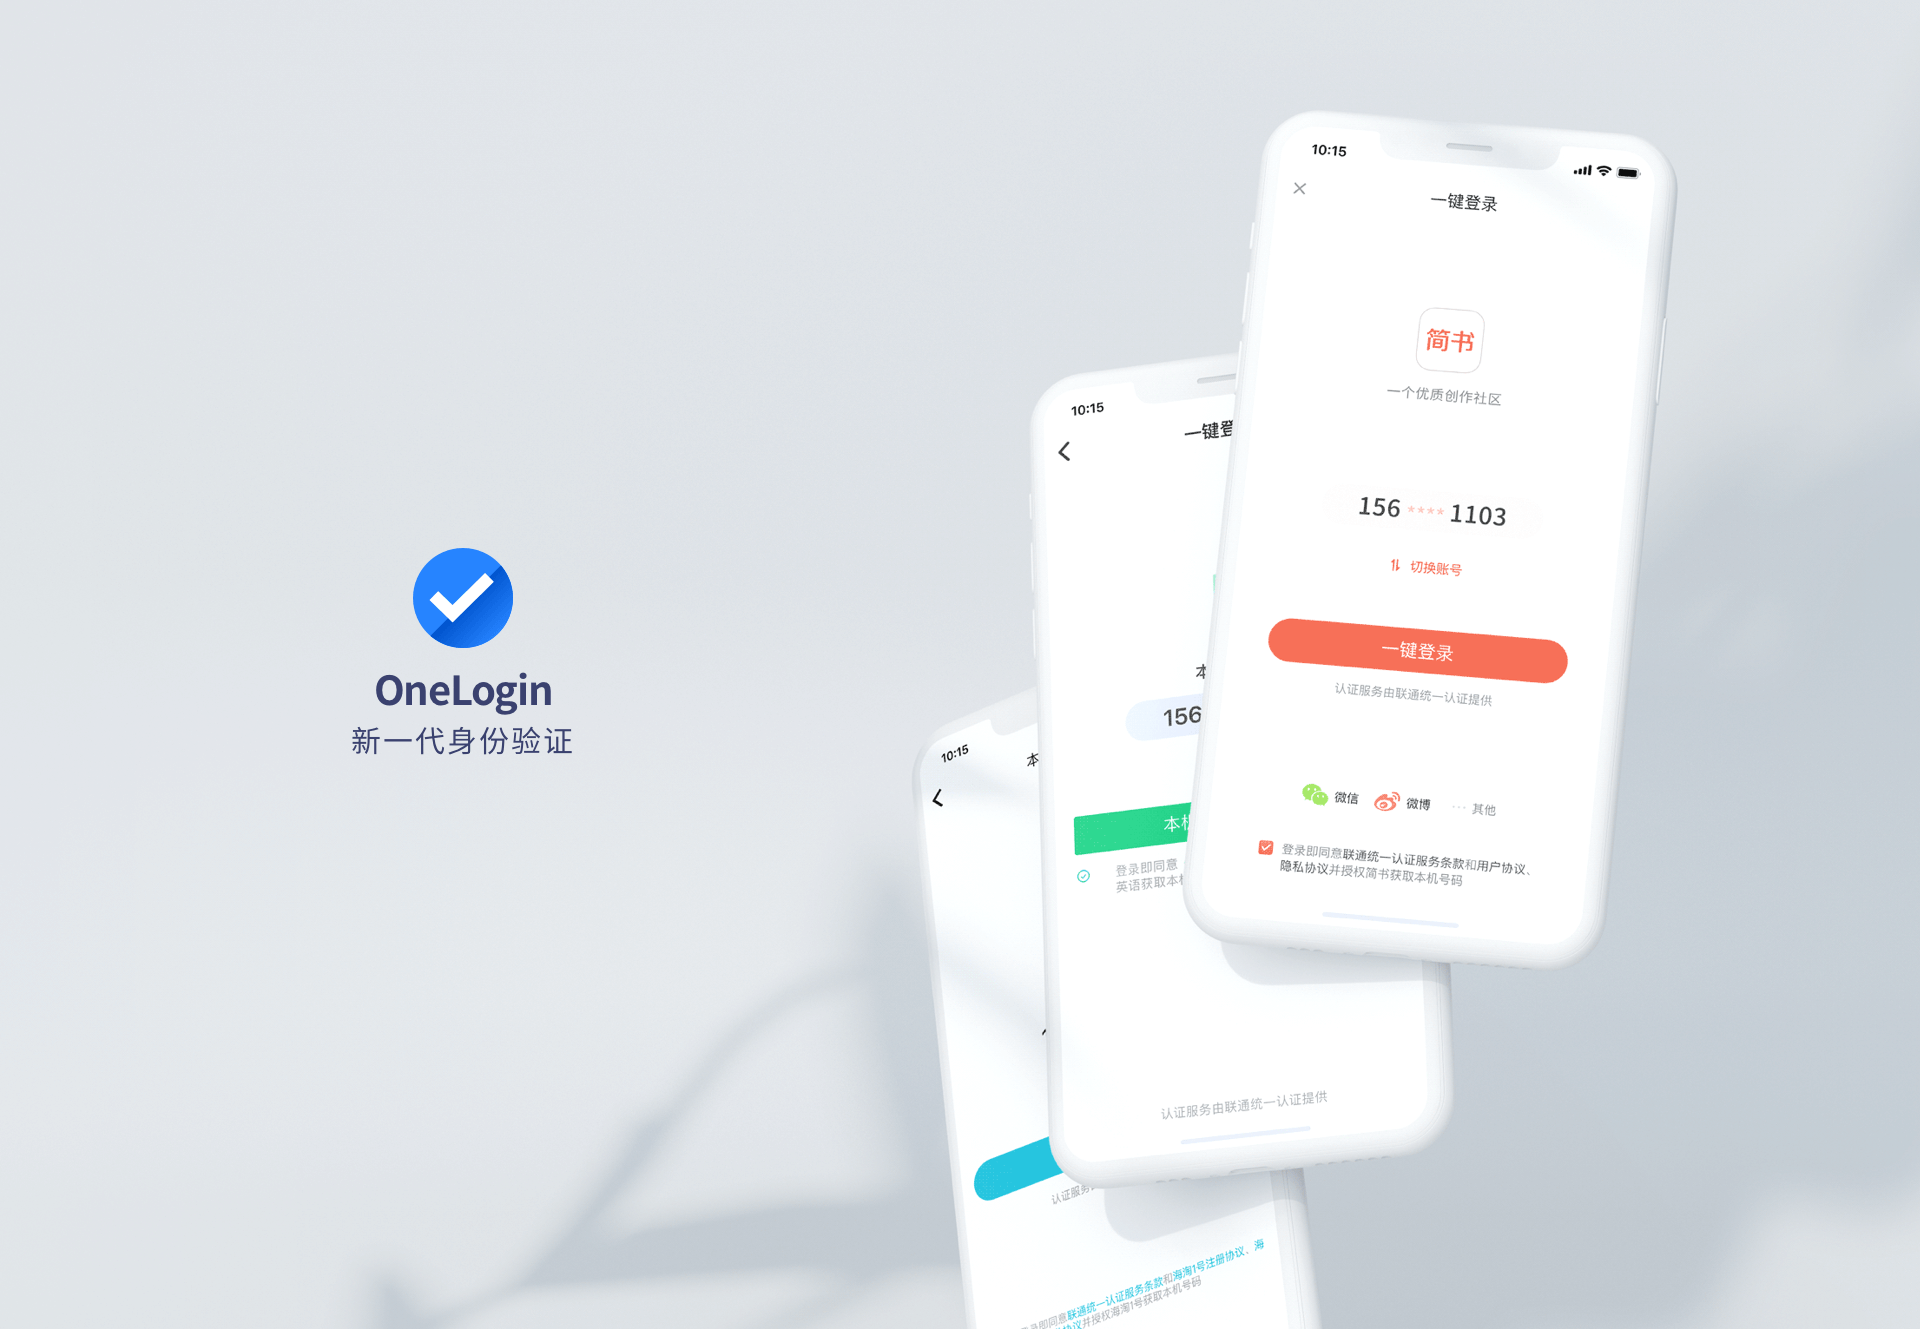 OneLogin
新一代身份验证
10:15
一键登录
简书
一个优质创作社区
156 **** 1103
切换账号
一键登录
认证服务由联通统一认证提供
微信 微博 ··· 其他
登录即同意联通统一认证服务条款和用户协议、
隐私协议并授权简书获取本机号码
10:15
一键登
本
156
本机
登录即同意
英语获取本机
认证服务由联通统一认证提供
10:15
本
认证服务
登录即同意联通统一认证服务条款和海淘1号注册协议、海
协议并授权海淘1号获取本机号码